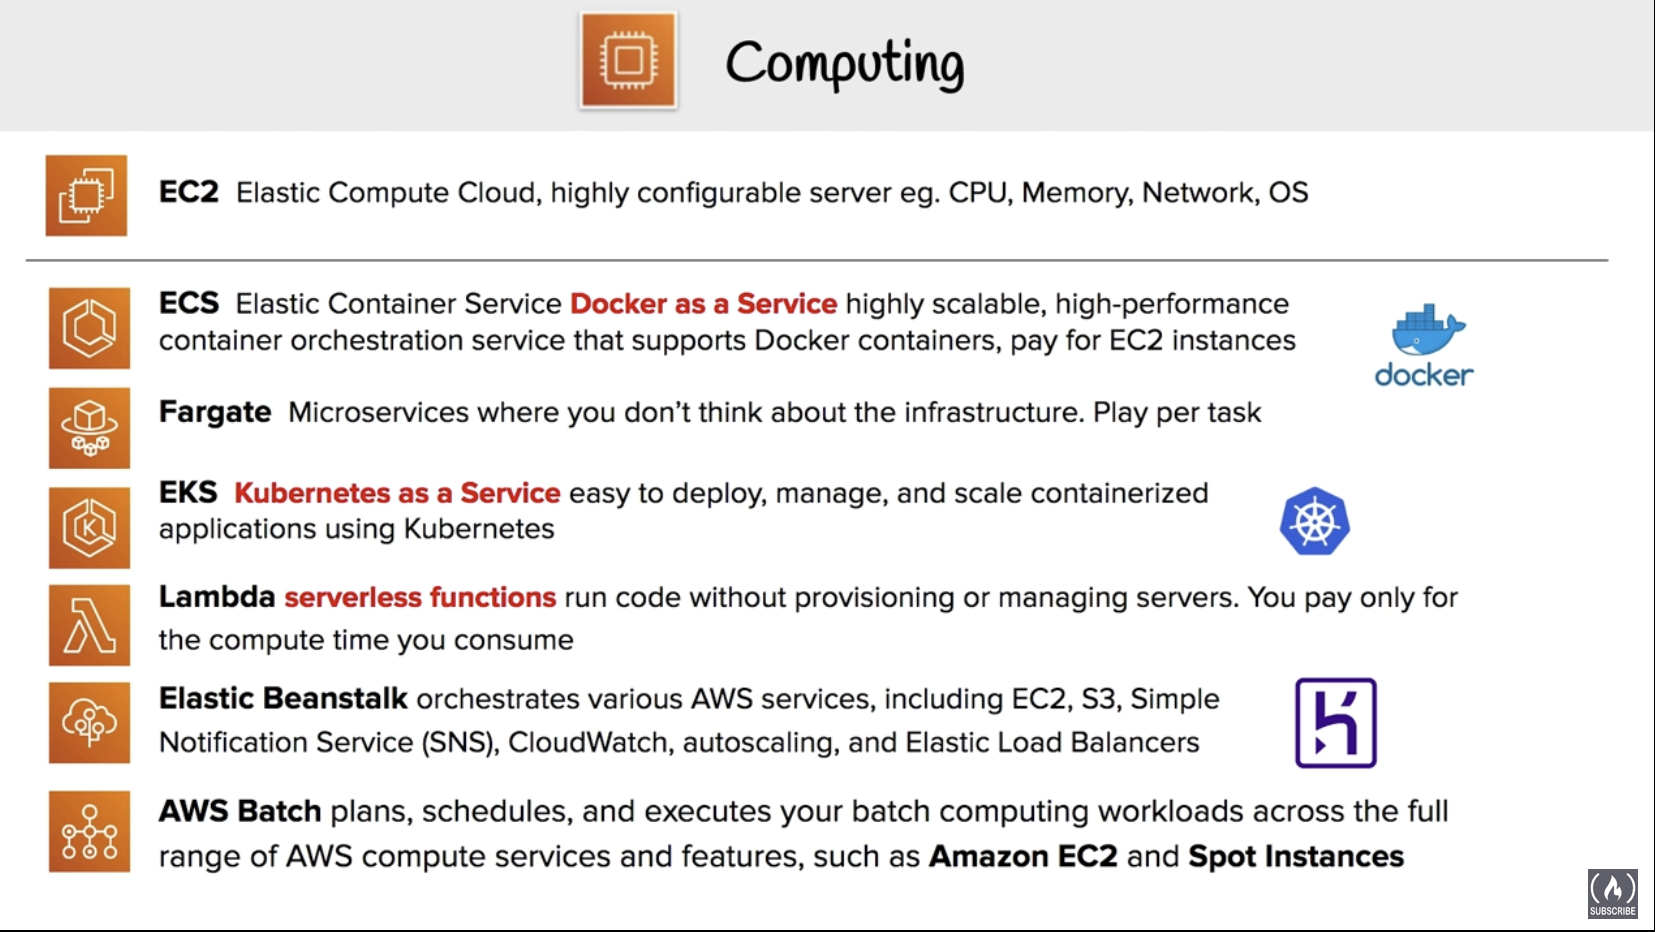 Computing
EC2 Elastic Compute Cloud, highly configurable server eg. CPU, Memory, Network, OS
ECS Elastic Container Service Docker as a Service highly scalable, high-performance
container orchestration service that supports Docker containers, pay for EC2 instances
docker
Fargate Microservices where you don’t think about the infrastructure. Play per task
EKS Kubernetes as a Service easy to deploy, manage, and scale containerized
applications using Kubernetes
K
Lambda serverless functions run code without provisioning or managing servers. You pay only for
the compute time you consume
Elastic Beanstalk orchestrates various AWS services, including EC2, S3, Simple
Notification Service (SNS), CloudWatch, autoscaling, and Elastic Load Balancers
AWS Batch plans, schedules, and executes your batch computing workloads across the full
range of AWS compute services and features, such as Amazon EC2 and Spot Instances
SUBSCRIBE